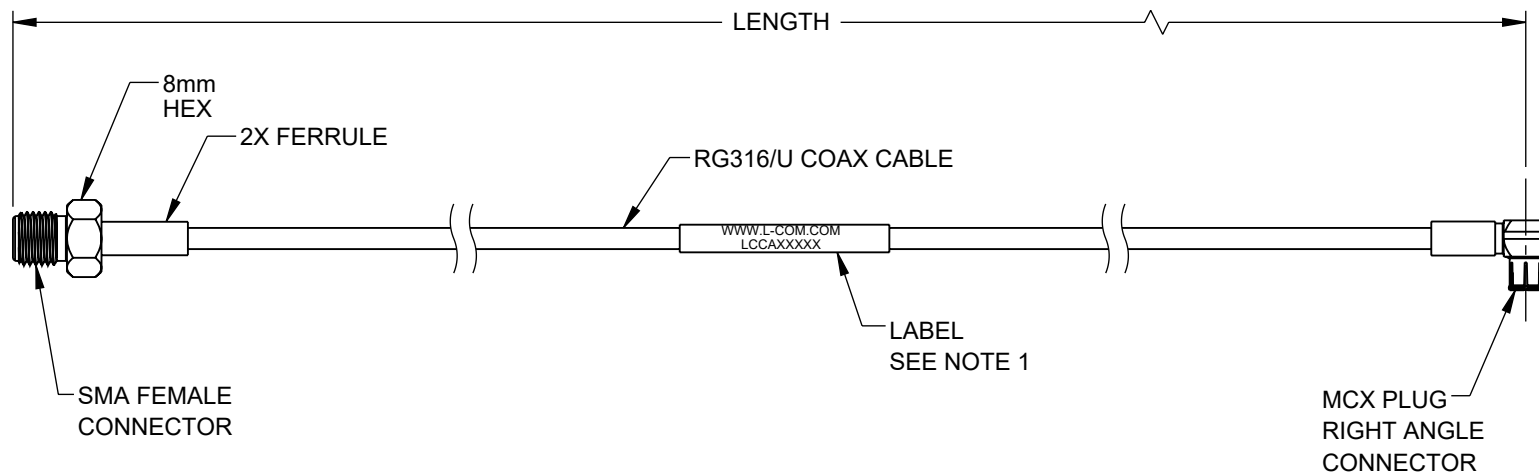 LENGTH
8mm
HEX
2X FERRULE
RG316/U COAX CABLE
WWW.L-COM.COM
LCCAXXXXX
LABEL
SEE NOTE 1
SMA FEMALE
CONNECTOR
MCX PLUG
RIGHT ANGLE
CONNECTOR